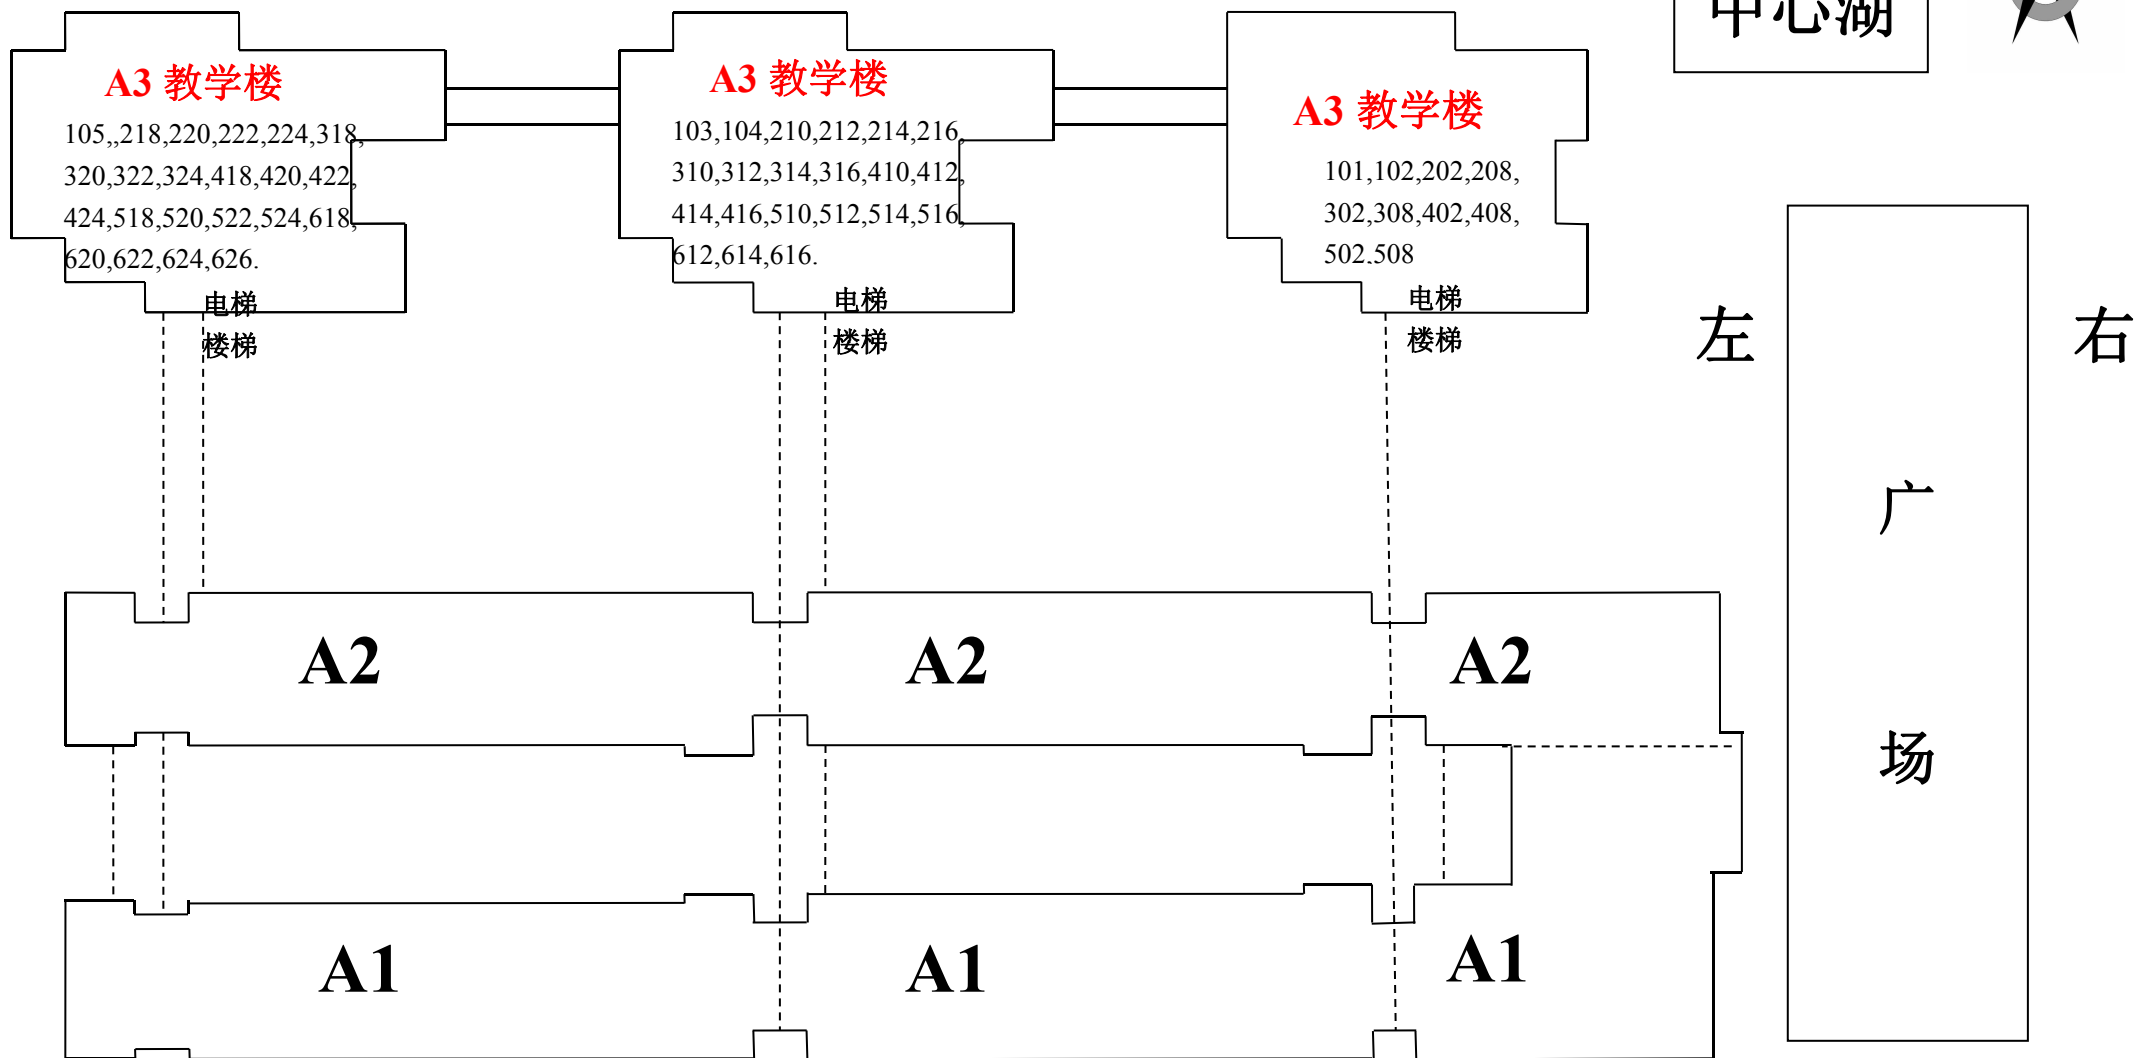 中心湖
A3 教学楼
105,,218,220,222,224,318,
320,322,324,418,420,422,
424,518,520,522,524,618,
620,622,624,626.
电梯
楼梯
A3 教学楼
103,104,210,212,214,216,
310,312,314,316,410,412,
414,416,510,512,514,516,
612,614,616.
电梯
楼梯
A3 教学楼
101,102,202,208,
302,308,402,408,
502,508
电梯
楼梯
左
右
广
场
A2
A2
A2
A1
A1
A1